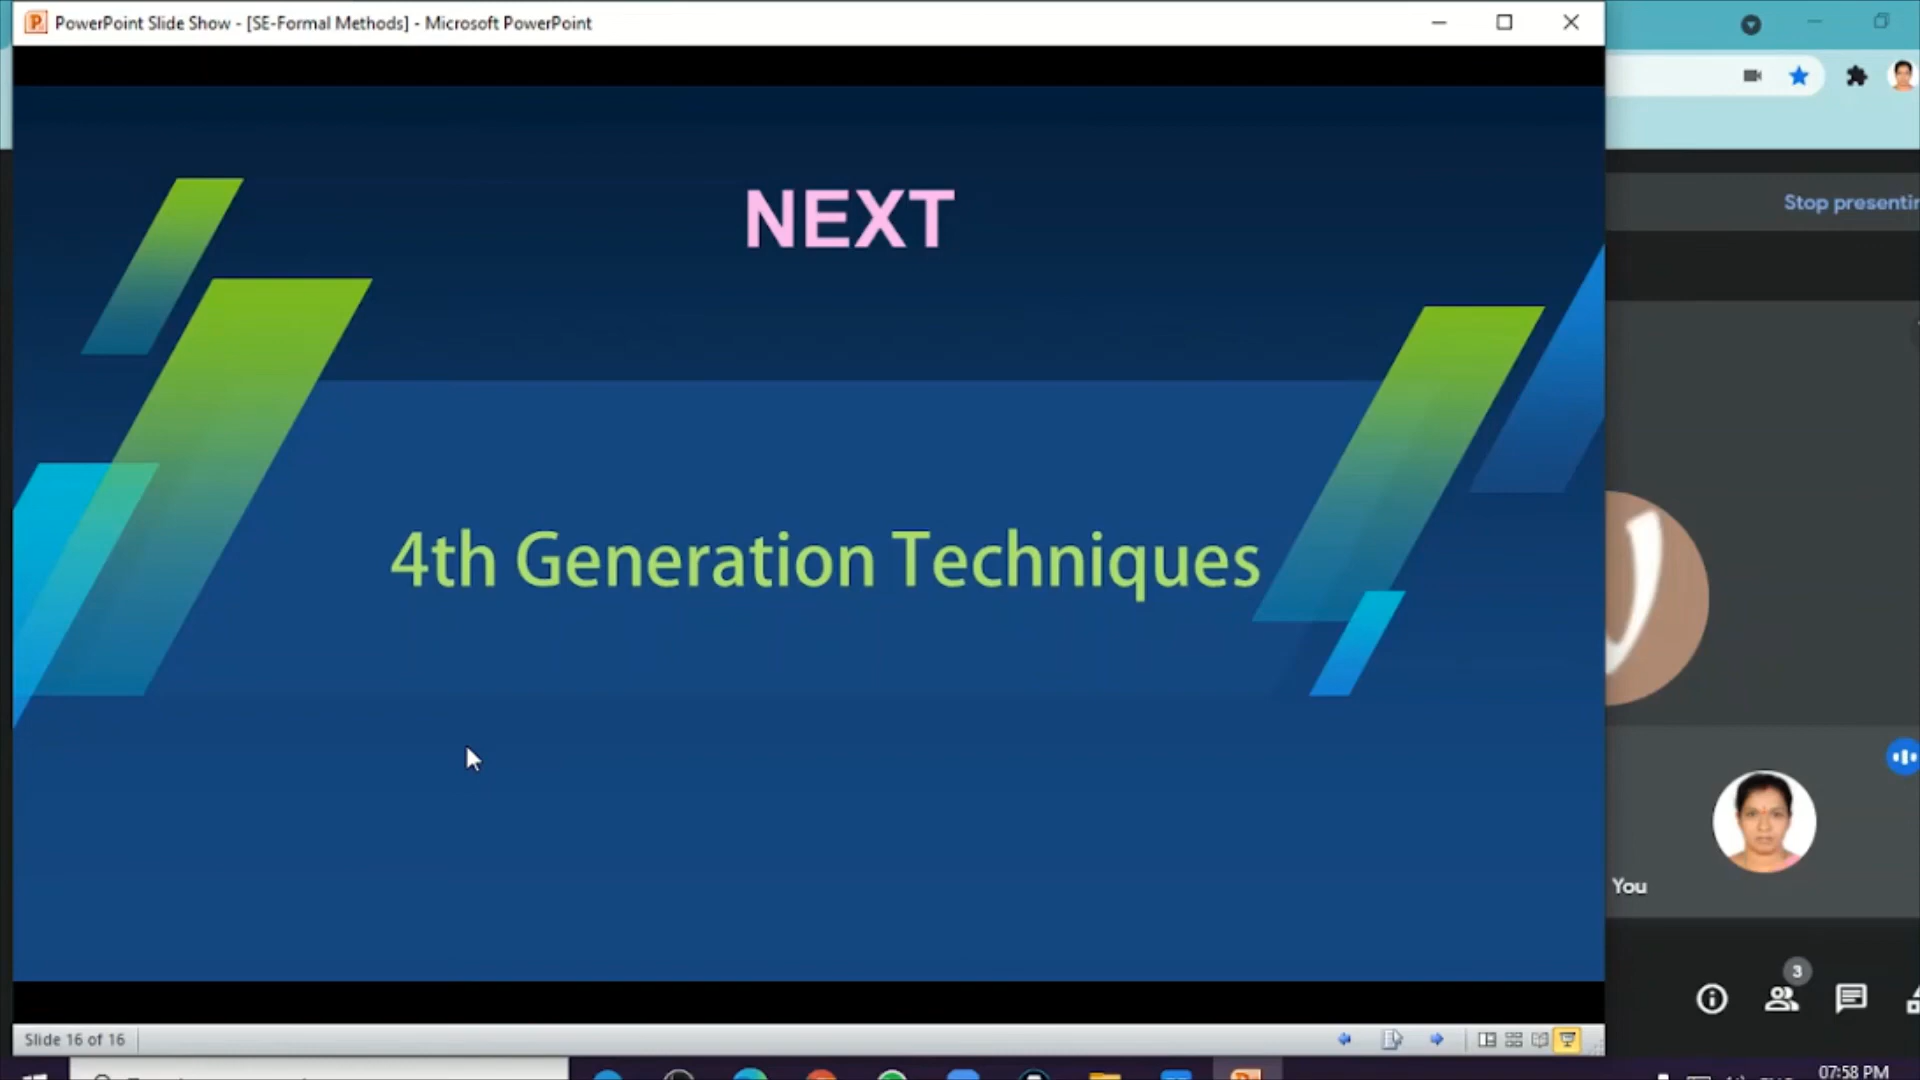 PowerPoint Slide Show - [SE-Formal Methods] - Microsoft PowerPoint
Stop presentin
NEXT
4th Generation Techniques
You
3
Slide 16 of 16
07:58 PM